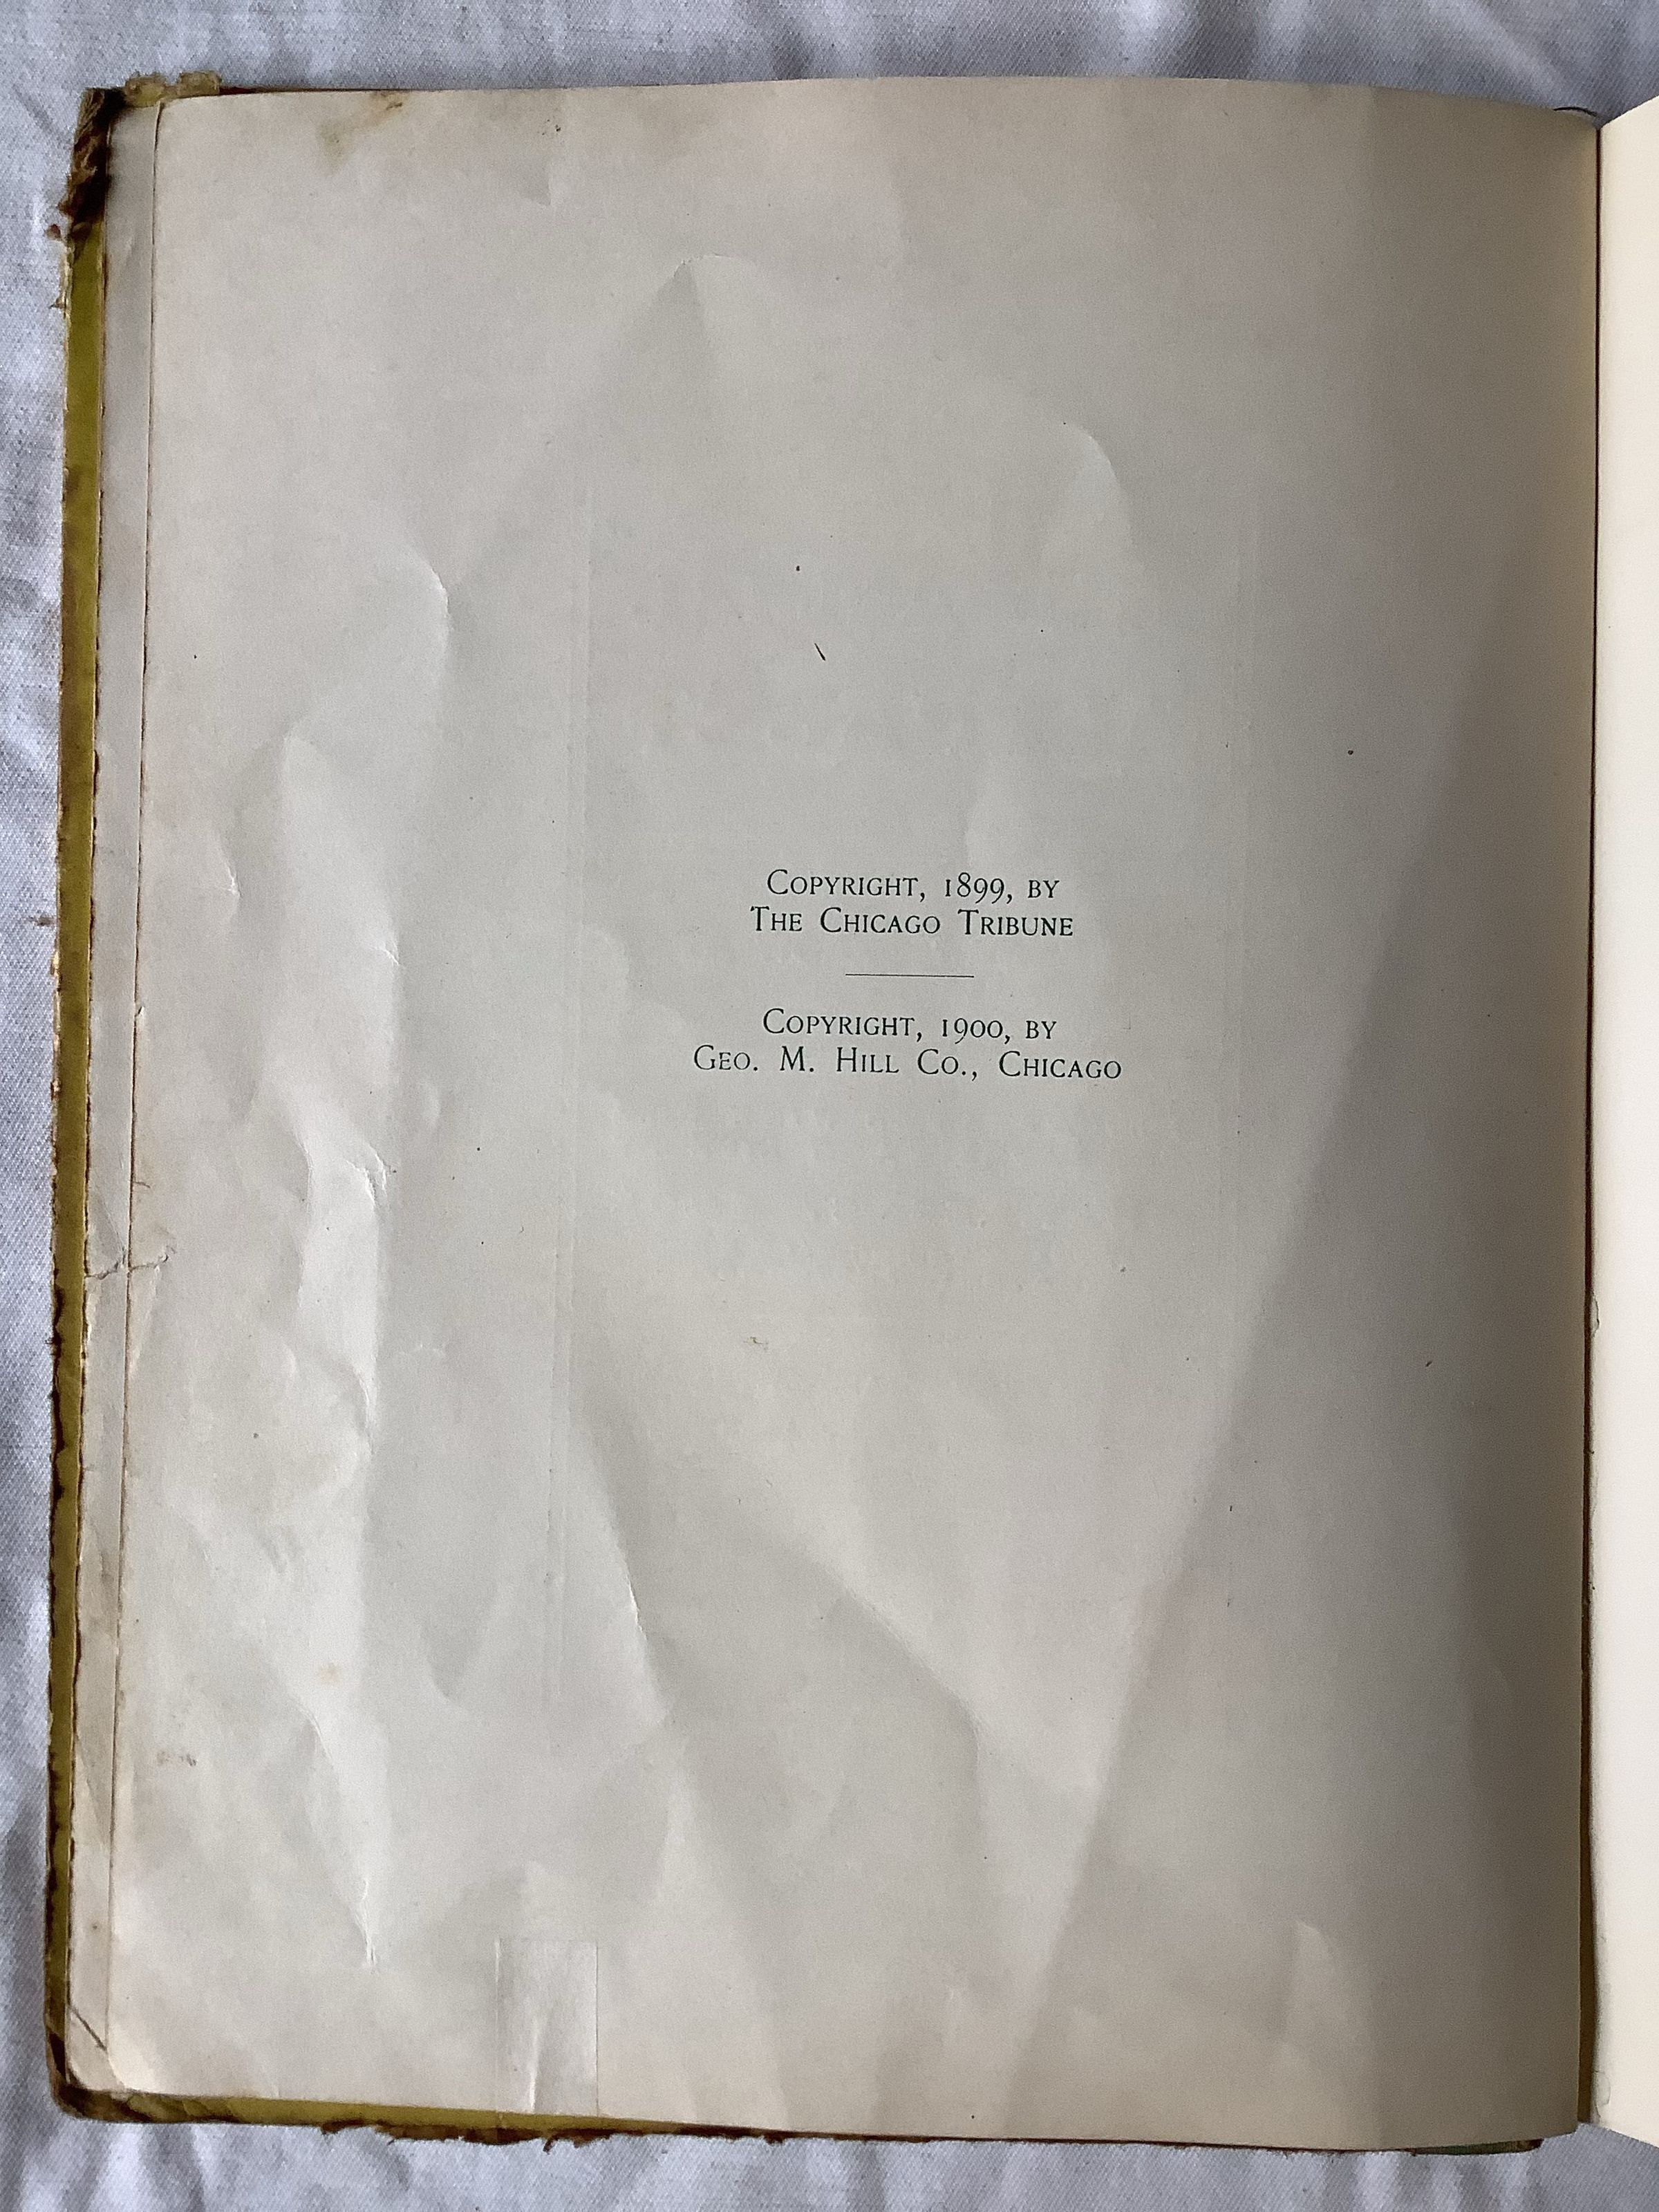 Copyright, 1899, by
The Chicago Tribune
Copyright, 1900, by
Geo. M. Hill Co., Chicago